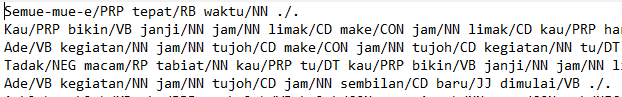 Semue-mue-e/PRP tepat/RB waktu/NN ./.
Kau/PRP bikin/VB janji/NN jam/NN limak/CD make/CON jam/NN limak/CD kau/PRP har
Ade/VB kegiatan/NN jam/NN tujoh/CD make/CON jam/NN tujoh/CD kegiatan/NN tu/DT
Tadak/NEG macam/RP tabiat/NN kau/PRP tu/DT kau/PRP bikin/VB janji/NN jam/NN l
Ade/VB kegiatan/NN jam/NN tujoh/CD jam/NN sembilan/CD baru/JJ dimulai/VB ./.